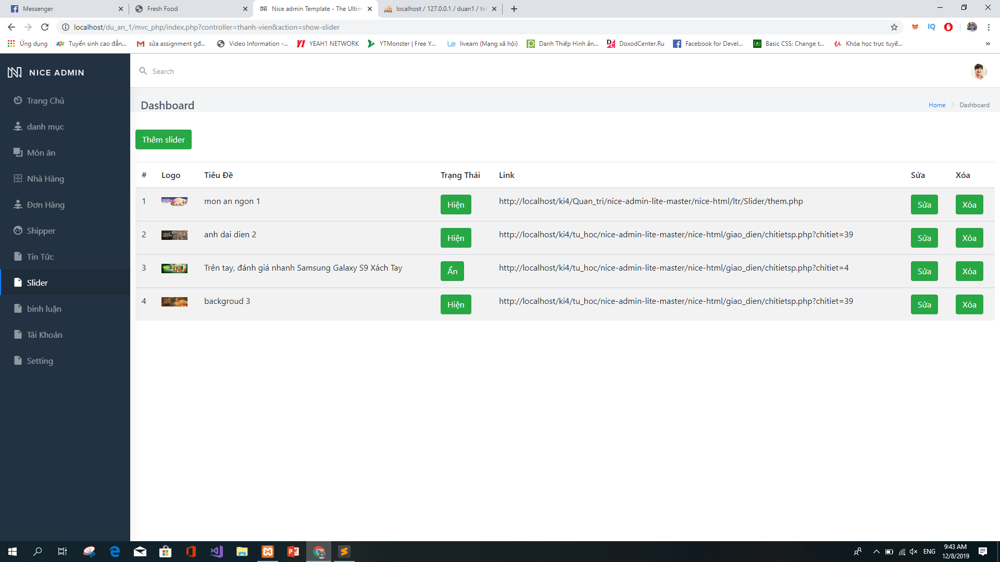 Messenger
Fresh Food
Nice admin Template - The Ultim
localhost / 127.0.0.1 / duan1 / tin
localhost/du_an_1/mvc_php/index.php?controller=thanh-vien&action=show-slider
Ứng dụng
Tuyển sinh cao đẳn...
sửa assignment gđ...
Video Information -...
YEAH1 NETWORK
YTMonster | Free Y...
livearn (Mạng xã hội)
Danh Thiếp Hình ản...
DoxodCenter.Ru
Facebook for Devel...
Basic CSS: Change t...
Khóa học trực tuyế...
NICE ADMIN
Search
Trang Chủ
danh mục
Món ăn
Nhà Hàng
Đơn Hàng
Shipper
Tin Tức
Slider
binh luận
Tài Khoản
Setting
Dashboard
Home > Dashboard
Thêm slider
# Logo Tiêu Đề Trạng Thái Link Sửa Xóa
1 mon an ngon 1 Hiện http://localhost/ki4/Quan_tri/nice-admin-lite-master/nice-html/ltr/Slider/them.php Sửa Xóa
2 anh dai dien 2 Hiện http://localhost/ki4/tu_hoc/nice-admin-lite-master/nice-html/giao_dien/chitietsp.php?chitiet=39 Sửa Xóa
3 Trên tay, đánh giá nhanh Samsung Galaxy S9 Xách Tay Ẩn http://localhost/ki4/tu_hoc/nice-admin-lite-master/nice-html/giao_dien/chitietsp.php?chitiet=4 Sửa Xóa
4 backgroud 3 Hiện http://localhost/ki4/tu_hoc/nice-admin-lite-master/nice-html/giao_dien/chitietsp.php?chitiet=39 Sửa Xóa
ENG
9:43 AM
12/8/2019